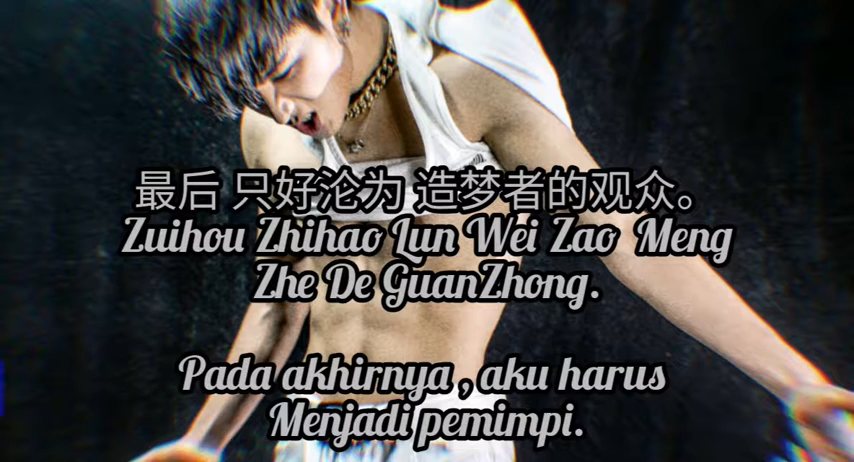 最后 只好沦为 造梦者的观众。
Zuihou Zhihao Lun Wei Zao Meng
Zhe De GuanZhong.
Pada akhirnya , aku harus
Menjadi pemimpi.